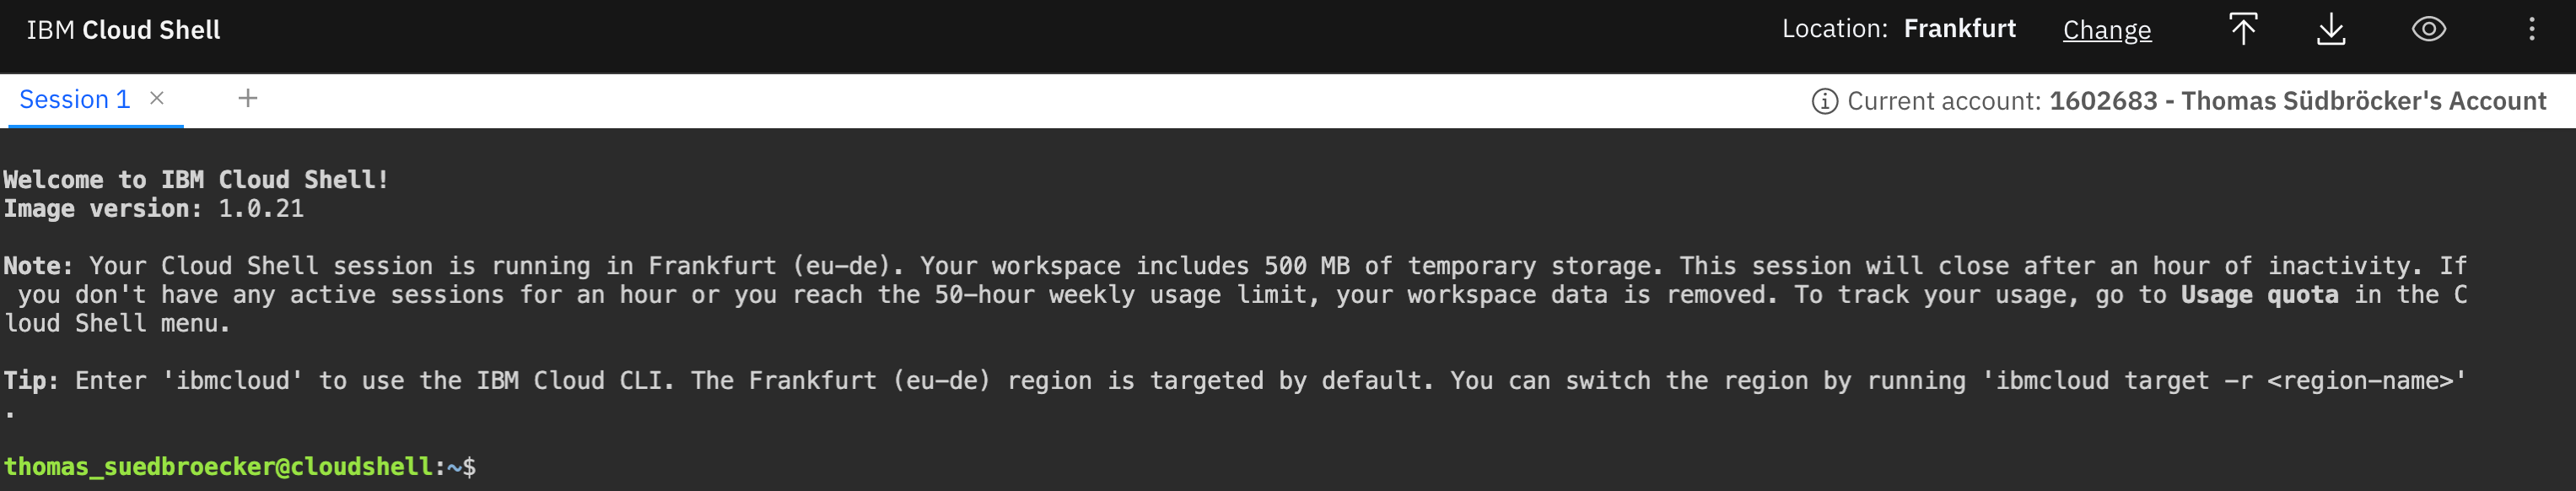 IBM Cloud Shell
Location: Frankfurt Change
Session 1
Current account: 1602683 - Thomas Südbröcker's Account
Welcome to IBM Cloud Shell!
Image version: 1.0.21
Note: Your Cloud Shell session is running in Frankfurt (eu-de). Your workspace includes 500 MB of temporary storage. This session will close after an hour of inactivity. If
you don't have any active sessions for an hour or you reach the 50-hour weekly usage limit, your workspace data is removed. To track your usage, go to Usage quota in the C
loud Shell menu.
Tip: Enter 'ibmcloud' to use the IBM Cloud CLI. The Frankfurt (eu-de) region is targeted by default. You can switch the region by running 'ibmcloud target -r <region-name>'
.
thomas_suedbroecker@cloudshell:~$